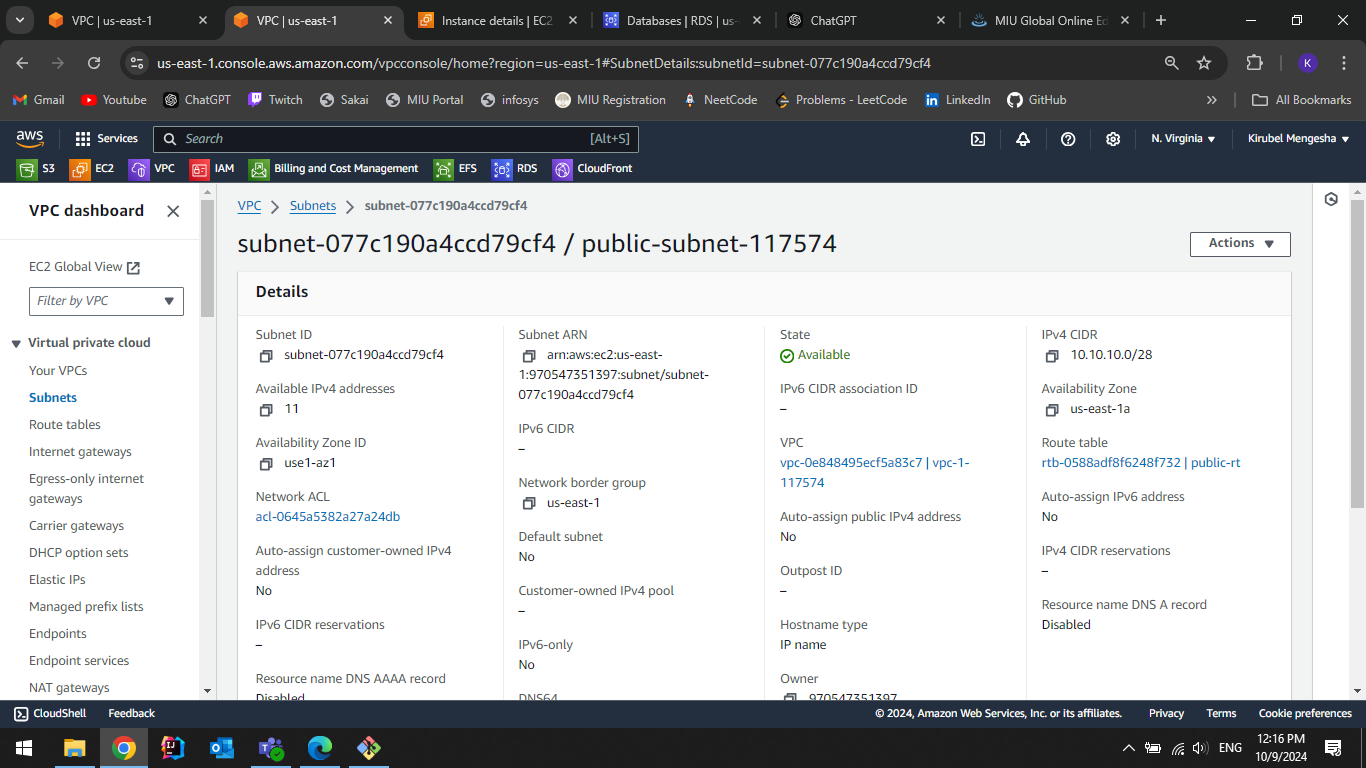 VPC | us-east-1
VPC | us-east-1
Instance details | EC2
Databases | RDS | us-
ChatGPT
MIU Global Online Ed
us-east-1.console.aws.amazon.com/vpcconsole/home?region=us-east-1#SubnetDetails:subnetId=subnet-077c190a4ccd79cf4
K
Gmail
Youtube
ChatGPT
Twitch
Sakai
MIU Portal
infosys
MIU Registration
NeetCode
Problems - LeetCode
LinkedIn
GitHub
All Bookmarks
aws
Services
Search
[Alt+S]
N. Virginia
Kirubel Mengesha
S3
EC2
VPC
IAM
Billing and Cost Management
EFS
RDS
CloudFront
VPC dashboard
EC2 Global View
Filter by VPC
Virtual private cloud
Your VPCs
Subnets
Route tables
Internet gateways
Egress-only internet
gateways
Carrier gateways
DHCP option sets
Elastic IPs
Managed prefix lists
Endpoints
Endpoint services
NAT gateways
VPC
Subnets
subnet-077c190a4ccd79cf4
subnet-077c190a4ccd79cf4 / public-subnet-117574
Actions
Details
Subnet ID
subnet-077c190a4ccd79cf4
Available IPv4 addresses
11
Availability Zone ID
use1-az1
Network ACL
acl-0645a5382a27a24db
Auto-assign customer-owned IPv4
address
No
IPv6 CIDR reservations
–
Resource name DNS AAAA record
Disabled
Subnet ARN
arn:aws:ec2:us-east-
1:970547351397:subnet/subnet-
077c190a4ccd79cf4
IPv6 CIDR
–
Network border group
us-east-1
Default subnet
No
Customer-owned IPv4 pool
–
IPv6-only
No
DNS64
State
Available
IPv6 CIDR association ID
–
VPC
vpc-0e848495ecf5a83c7 | vpc-1-
117574
Auto-assign public IPv4 address
No
Outpost ID
–
Hostname type
IP name
Owner
970547351397
IPv4 CIDR
10.10.10.0/28
Availability Zone
us-east-1a
Route table
rtb-0588adf8f6248f732 | public-rt
Auto-assign IPv6 address
No
IPv4 CIDR reservations
–
Resource name DNS A record
Disabled
CloudShell
Feedback
© 2024, Amazon Web Services, Inc. or its affiliates.
Privacy
Terms
Cookie preferences
ENG
12:16 PM
10/9/2024